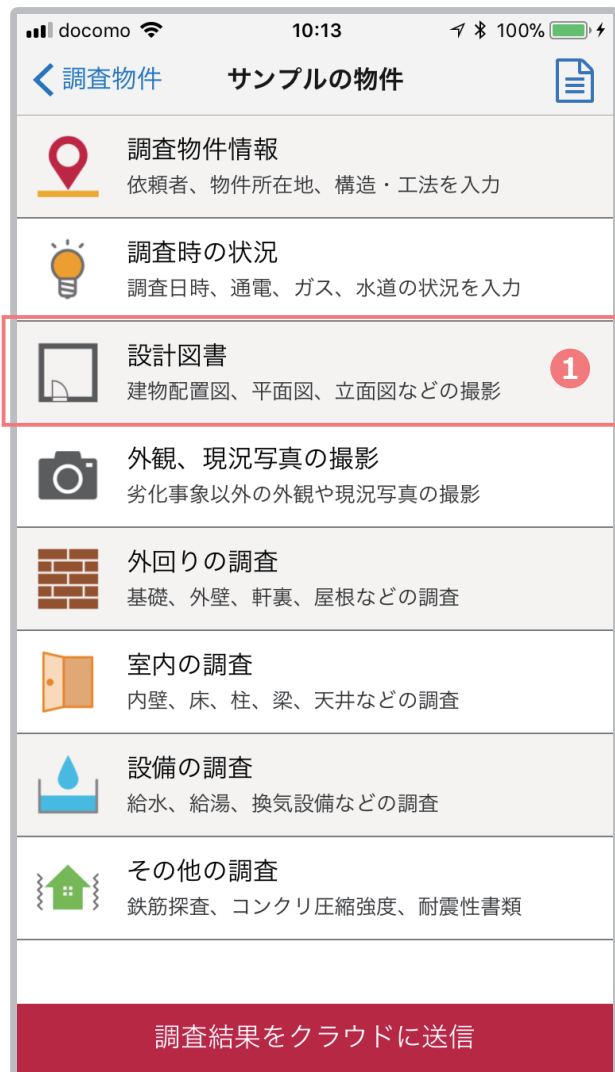 docomo 10:13 100%
調査物件 サンプルの物件
調査物件情報
依頼者、物件所在地、構造・工法を入力
調査時の状況
調査日時、通電、ガス、水道の状況を入力
設計図書
建物配置図、平面図、立面図などの撮影
1
外観、現況写真の撮影
劣化事象以外の外観や現況写真の撮影
外回りの調査
基礎、外壁、軒裏、屋根などの調査
室内の調査
内壁、床、柱、梁、天井などの調査
設備の調査
給水、給湯、換気設備などの調査
その他の調査
鉄筋探査、コンクリ圧縮強度、耐震性書類
調査結果をクラウドに送信